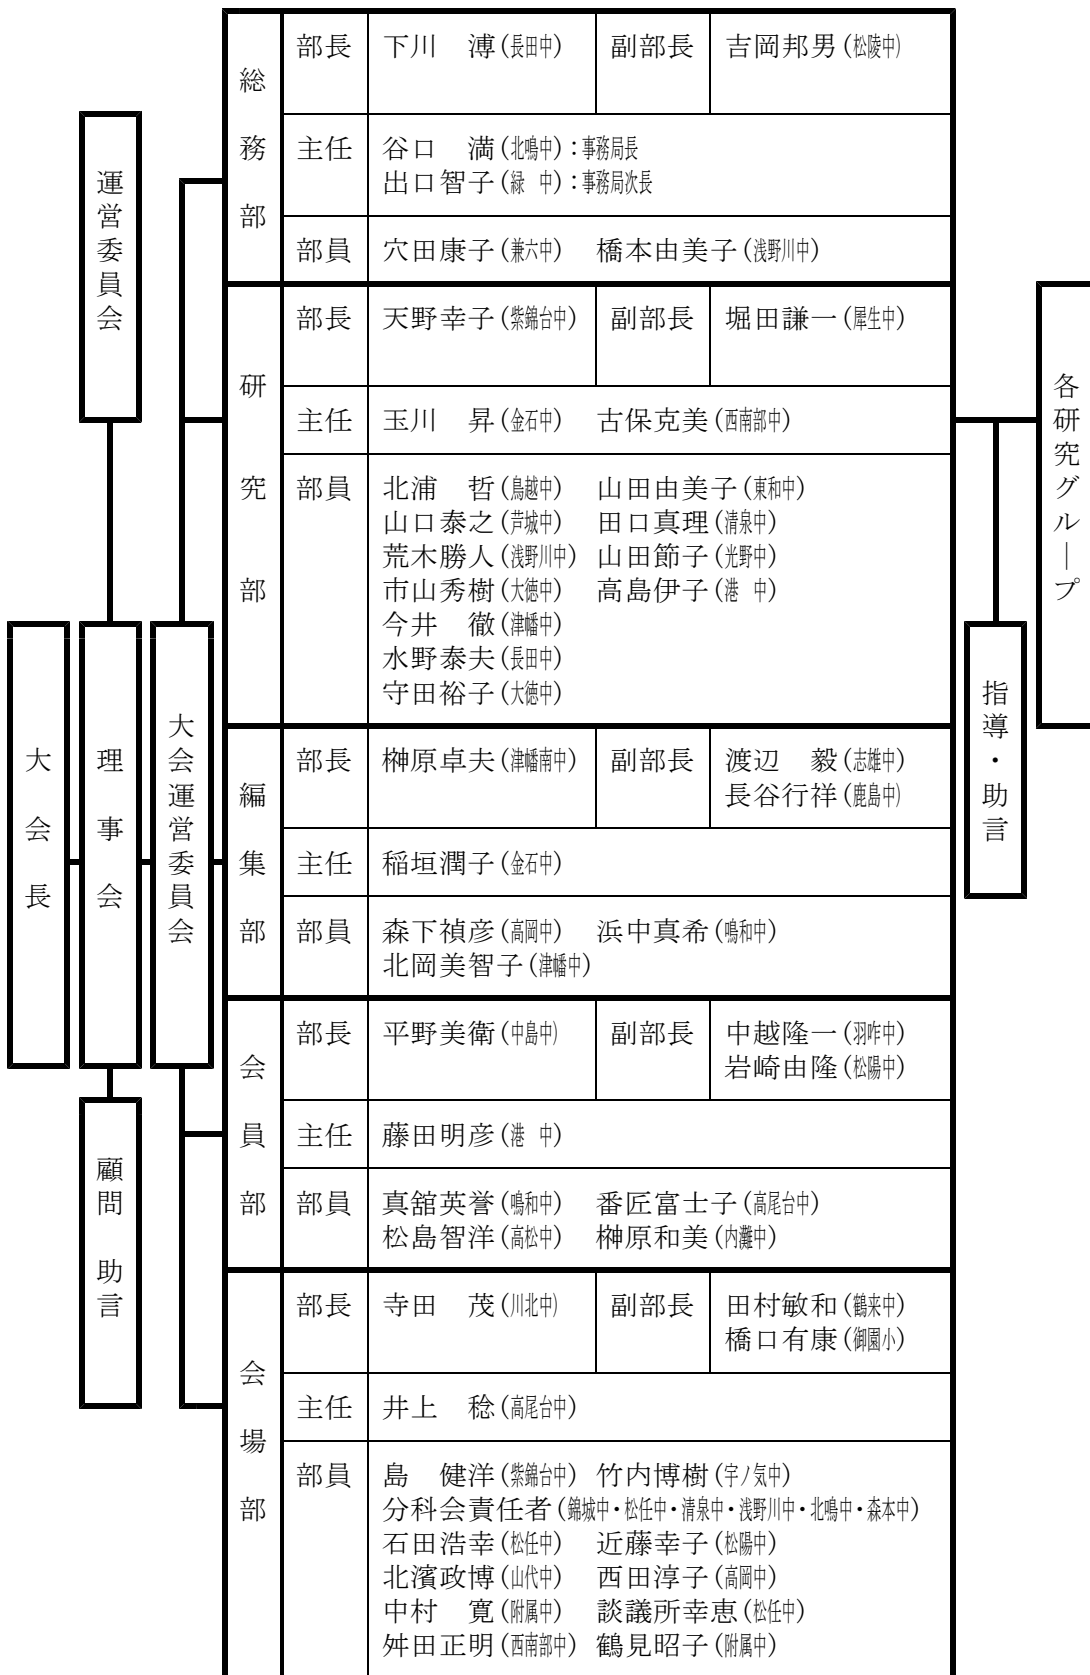 大会長
運営委員会
理事会
顧問　助言
大会運営委員会
総務部
部長　下川　溥(長田中)　副部長　吉岡邦男(松陵中)
主任　谷口　満(北鳴中)：事務局長
出口智子(緑　中)：事務局次長
部員　穴田康子(兼六中)　橋本由美子(浅野川中)
研究部
部長　天野幸子(紫錦台中)　副部長　堀田謙一(犀生中)
主任　玉川　昇(金石中)　古保克美(西南部中)
部員　北浦　哲(鳥越中)　山田由美子(東和中)
山口泰之(芦城中)　田口真理(清泉中)
荒木勝人(浅野川中)　山田節子(光野中)
市山秀樹(大徳中)　高島伊子(港　中)
今井　徹(津幡中)
水野泰夫(長田中)
守田裕子(大徳中)
編集部
部長　榊原卓夫(津幡南中)　副部長　渡辺　毅(志雄中)
長谷行祥(鹿島中)
主任　稲垣潤子(金石中)
部員　森下禎彦(高岡中)　浜中真希(鳴和中)
北岡美智子(津幡中)
会員部
部長　平野美衛(中島中)　副部長　中越隆一(羽咋中)
岩崎由隆(松陽中)
主任　藤田明彦(港　中)
部員　真舘英誉(鳴和中)　番匠富士子(高尾台中)
松島智洋(高松中)　榊原和美(内灘中)
会場部
部長　寺田　茂(川北中)　副部長　田村敏和(鶴来中)
橋口有康(御園小)
主任　井上　稔(高尾台中)
部員　島　健洋(紫錦台中)　竹内博樹(宇ノ気中)
分科会責任者(錦城中・松任中・清泉中・浅野川中・北鳴中・森本中)
石田浩幸(松任中)　近藤幸子(松陽中)
北濱政博(山代中)　西田淳子(高岡中)
中村　寛(附属中)　談議所幸恵(松任中)
舛田正明(西南部中)　鶴見昭子(附属中)
指導・助言
各研究グループ